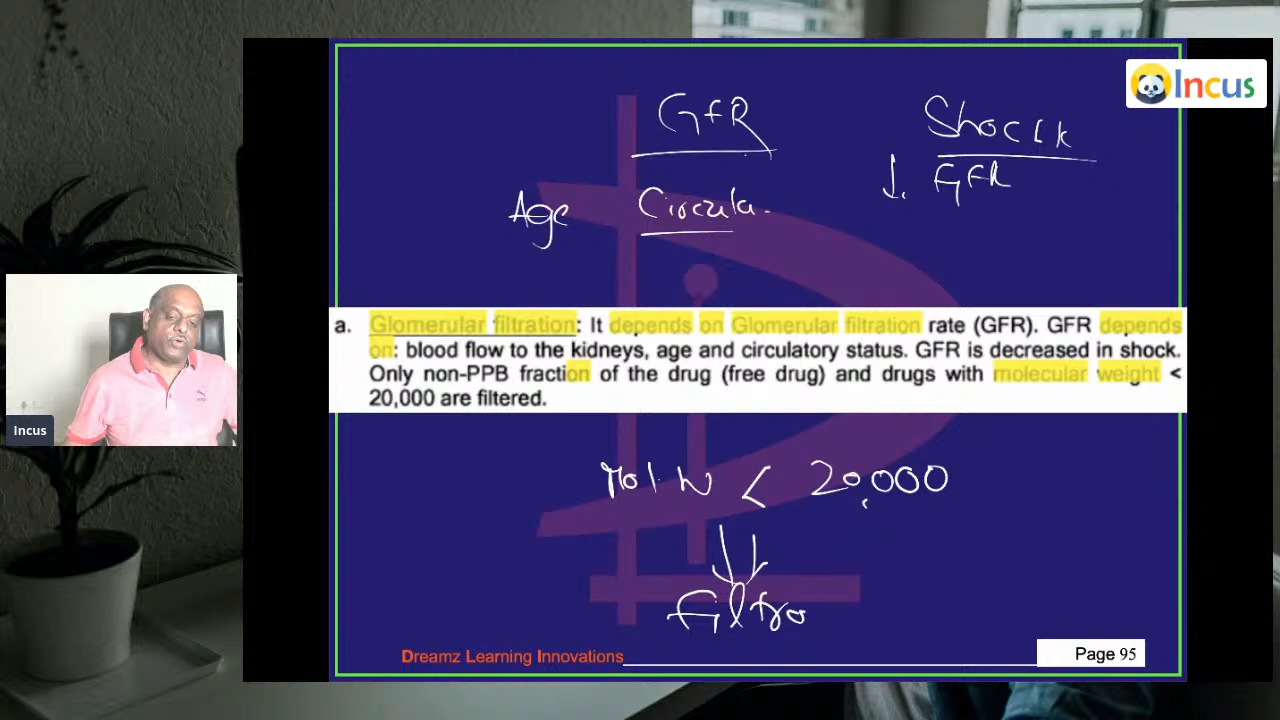 Incus
GFR
Shock
↓ GFR
Age Circula.
a. Glomerular filtration: It depends on Glomerular filtration rate (GFR). GFR depends
on: blood flow to the kidneys, age and circulatory status. GFR is decreased in shock.
Only non-PPB fraction of the drug (free drug) and drugs with molecular weight <
20,000 are filtered.
Incus
Mol. W < 20,000
Filtra
Dreamz Learning Innovations
Page 95